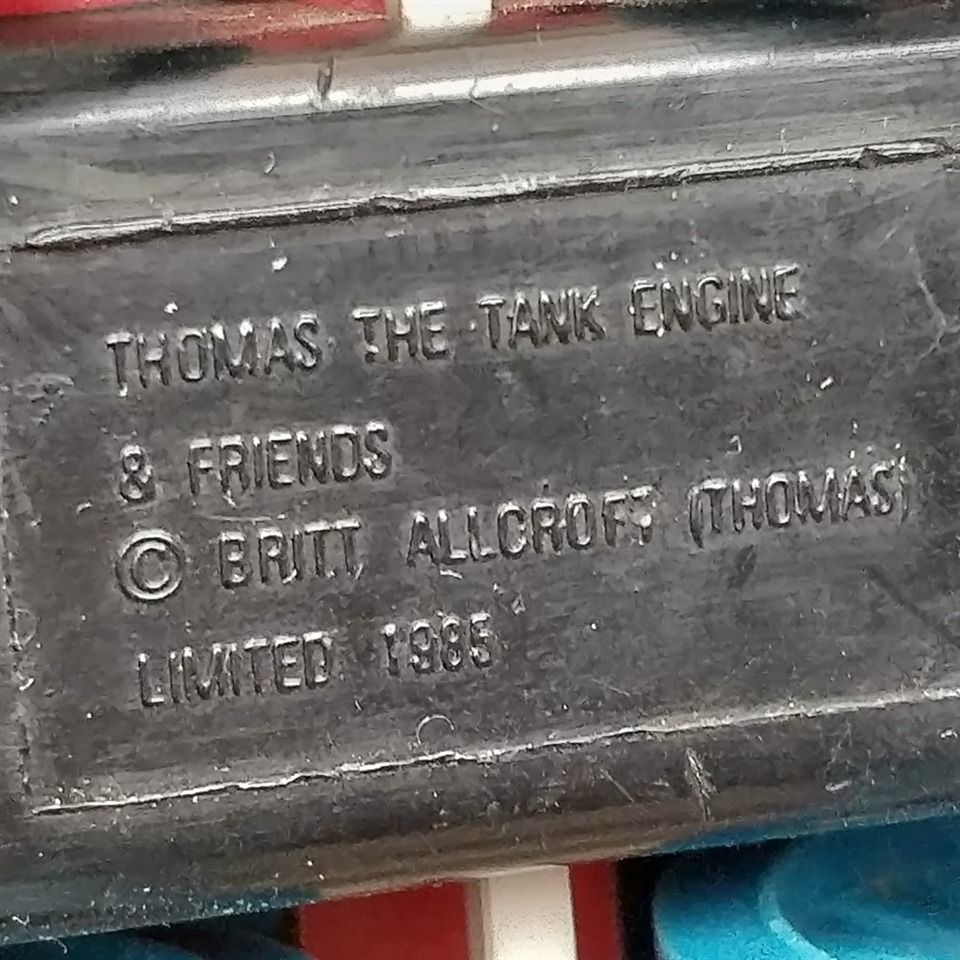 THOMAS THE TANK ENGINE
& FRIENDS
© BRITT ALLCROFT (THOMAS)
LIMITED 1985